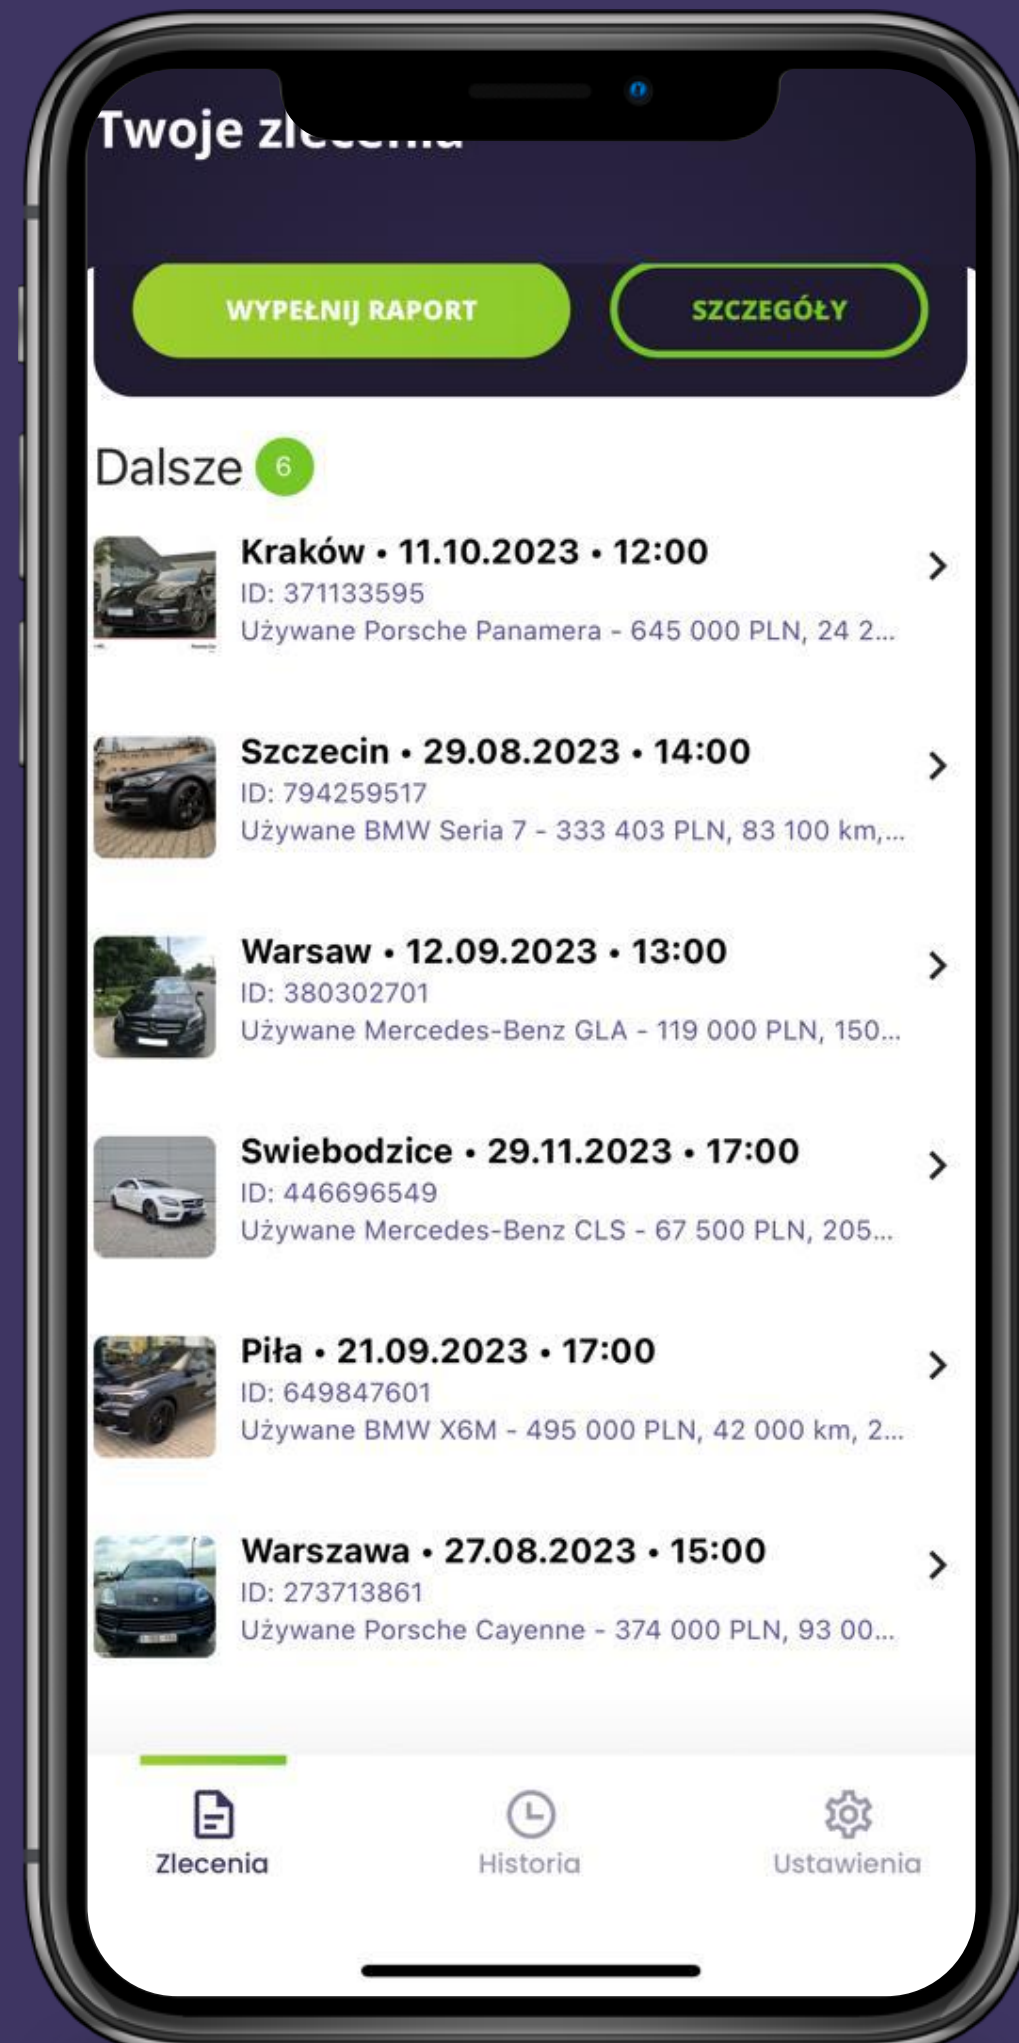 Twoje zlecenia
WYPEŁNIJ RAPORT
SZCZEGÓŁY
Dalsze 6
Kraków • 11.10.2023 • 12:00
ID: 371133595
Używane Porsche Panamera - 645 000 PLN, 24 2...
Szczecin • 29.08.2023 • 14:00
ID: 794259517
Używane BMW Seria 7 - 333 403 PLN, 83 100 km,...
Warsaw • 12.09.2023 • 13:00
ID: 380302701
Używane Mercedes-Benz GLA - 119 000 PLN, 150...
Swiebodzice • 29.11.2023 • 17:00
ID: 446696549
Używane Mercedes-Benz CLS - 67 500 PLN, 205...
Piła • 21.09.2023 • 17:00
ID: 649847601
Używane BMW X6M - 495 000 PLN, 42 000 km, 2...
Warszawa • 27.08.2023 • 15:00
ID: 273713861
Używane Porsche Cayenne - 374 000 PLN, 93 00...
Zlecenia
Historia
Ustawienia